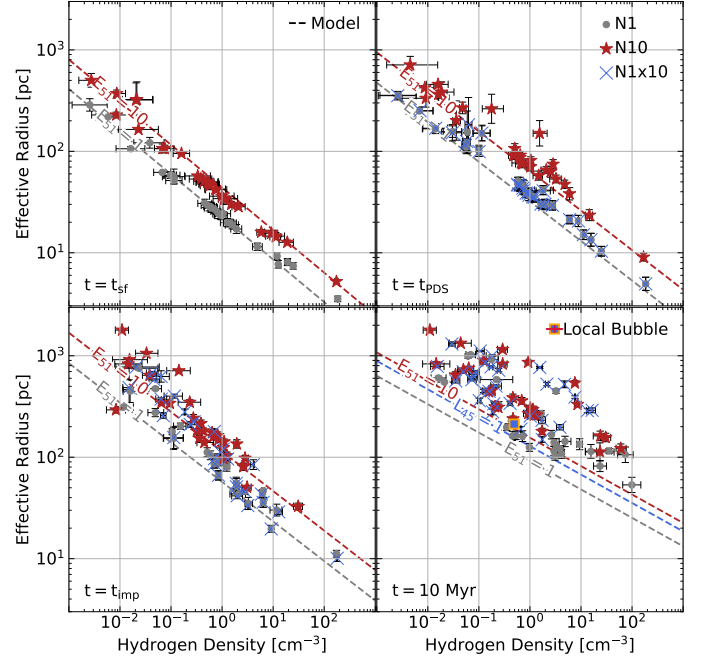 Model
N1
N10
N1x10
10³
10²
10¹
Effective Radius [pc]
E₅₁ = 10
E₅₁ = 1
t = t_sf
E₅₁ = 10
E₅₁ = 1
t = t_PDS
Local Bubble
10³
10²
10¹
Effective Radius [pc]
E₅₁ = 10
E₅₁ = 1
t = t_imp
E₅₁ = 10
L₄₅ = 1
E₅₁ = 1
t = 10 Myr
10⁻² 10⁻¹ 10⁰ 10¹ 10²
10⁻² 10⁻¹ 10⁰ 10¹ 10²
Hydrogen Density [cm⁻³]
Hydrogen Density [cm⁻³]